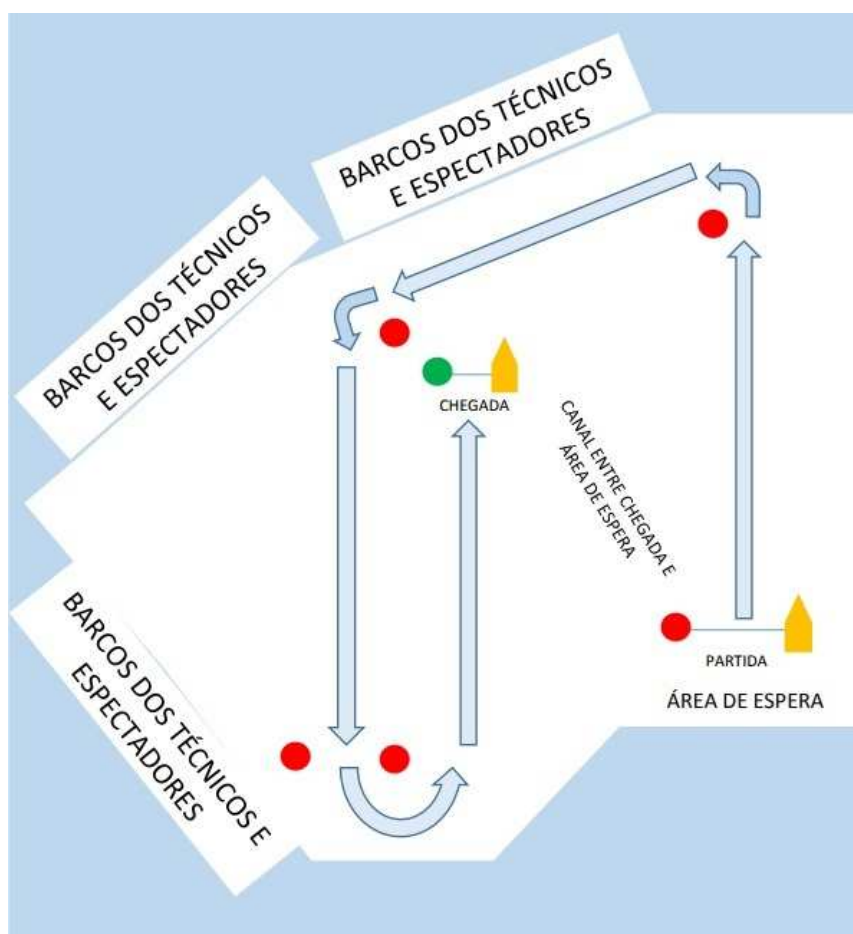 BARCOS DOS TÉCNICOS
E ESPECTADORES
BARCOS DOS TÉCNICOS
E ESPECTADORES
CHEGADA
CANAL ENTRE CHEGADA E
ÁREA DE ESPERA
BARCOS DOS TÉCNICOS E
ESPECTADORES
PARTIDA
ÁREA DE ESPERA